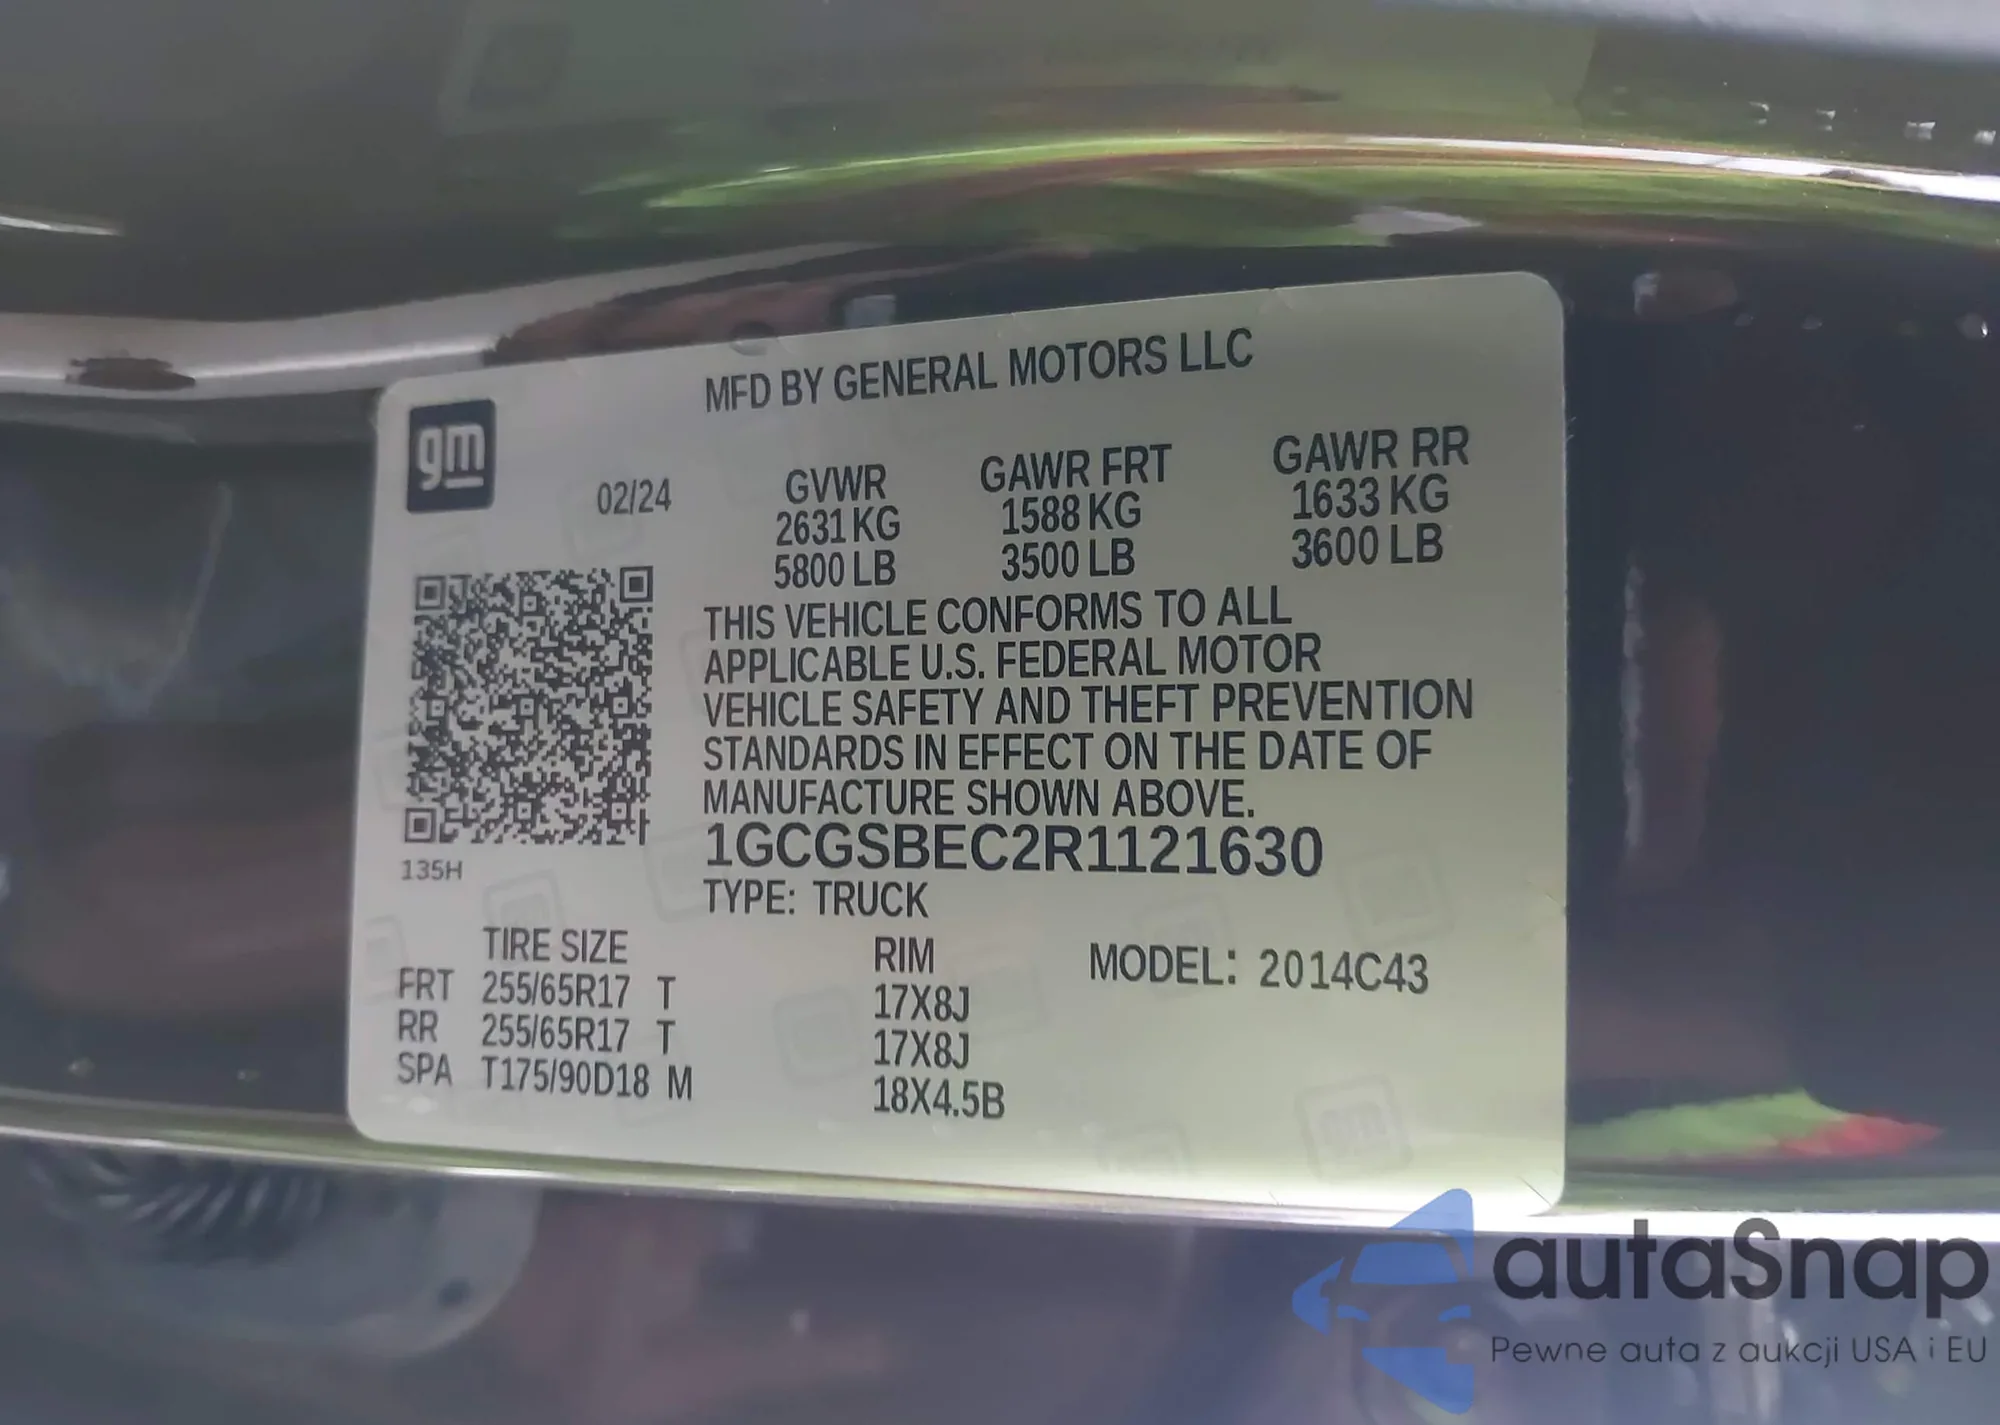 MFD BY GENERAL MOTORS LLC
gm
02/24
GVWR GAWR FRT GAWR RR
2631 KG 1588 KG 1633 KG
5800 LB 3500 LB 3600 LB
THIS VEHICLE CONFORMS TO ALL
APPLICABLE U.S. FEDERAL MOTOR
VEHICLE SAFETY AND THEFT PREVENTION
STANDARDS IN EFFECT ON THE DATE OF
MANUFACTURE SHOWN ABOVE.
1GCGSBEC2R1121630
135H
TYPE: TRUCK
TIRE SIZE RIM MODEL: 2014C43
FRT 255/65R17 T 17X8J
RR 255/65R17 T 17X8J
SPA T175/90D18 M 18X4.5B
autaSnap
Pewne auta z aukcji USA i EU